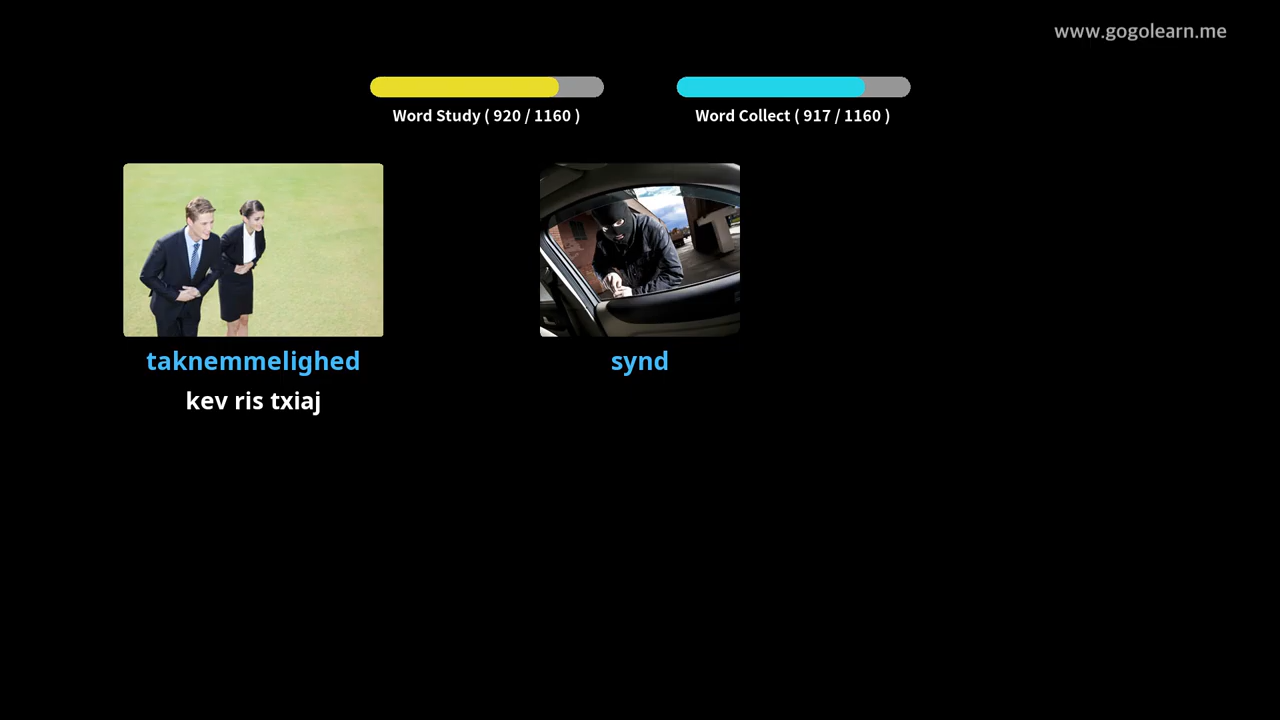 www.gogolearn.me
Word Study ( 920 / 1160 )
Word Collect ( 917 / 1160 )
taknemmelighed
kev ris txiaj
synd